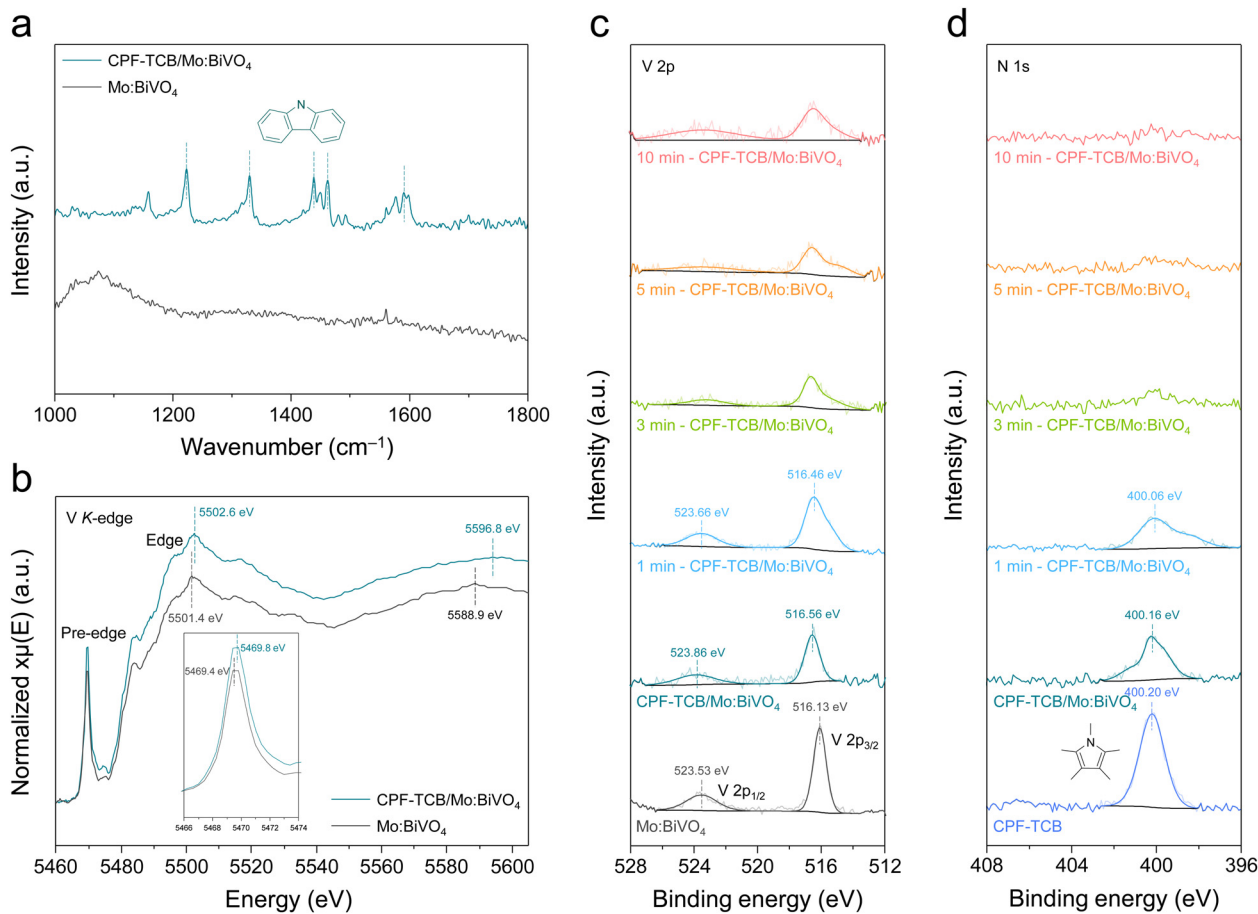 a
CPF-TCB/Mo:BiVO₄
Mo:BiVO₄
N
Intensity (a.u.)
1000 1200 1400 1600 1800
Wavenumber (cm⁻¹)
b
V K-edge
5502.6 eV
5596.8 eV
Edge
5501.4 eV
5588.9 eV
Pre-edge
5469.8 eV
5469.4 eV
5466 5468 5470 5472 5474
CPF-TCB/Mo:BiVO₄
Mo:BiVO₄
Normalized xμ(E) (a.u.)
5460 5480 5500 5520 5540 5560 5580 5600
Energy (eV)
c
V 2p
10 min - CPF-TCB/Mo:BiVO₄
5 min - CPF-TCB/Mo:BiVO₄
3 min - CPF-TCB/Mo:BiVO₄
516.46 eV
523.66 eV
1 min - CPF-TCB/Mo:BiVO₄
516.56 eV
523.86 eV
CPF-TCB/Mo:BiVO₄
516.13 eV
V 2p₃/₂
523.53 eV
V 2p₁/₂
Mo:BiVO₄
Intensity (a.u.)
528 524 520 516 512
Binding energy (eV)
d
N 1s
10 min - CPF-TCB/Mo:BiVO₄
5 min - CPF-TCB/Mo:BiVO₄
3 min - CPF-TCB/Mo:BiVO₄
400.06 eV
1 min - CPF-TCB/Mo:BiVO₄
400.16 eV
CPF-TCB/Mo:BiVO₄
400.20 eV
N
CPF-TCB
Intensity (a.u.)
408 404 400 396
Binding energy (eV)